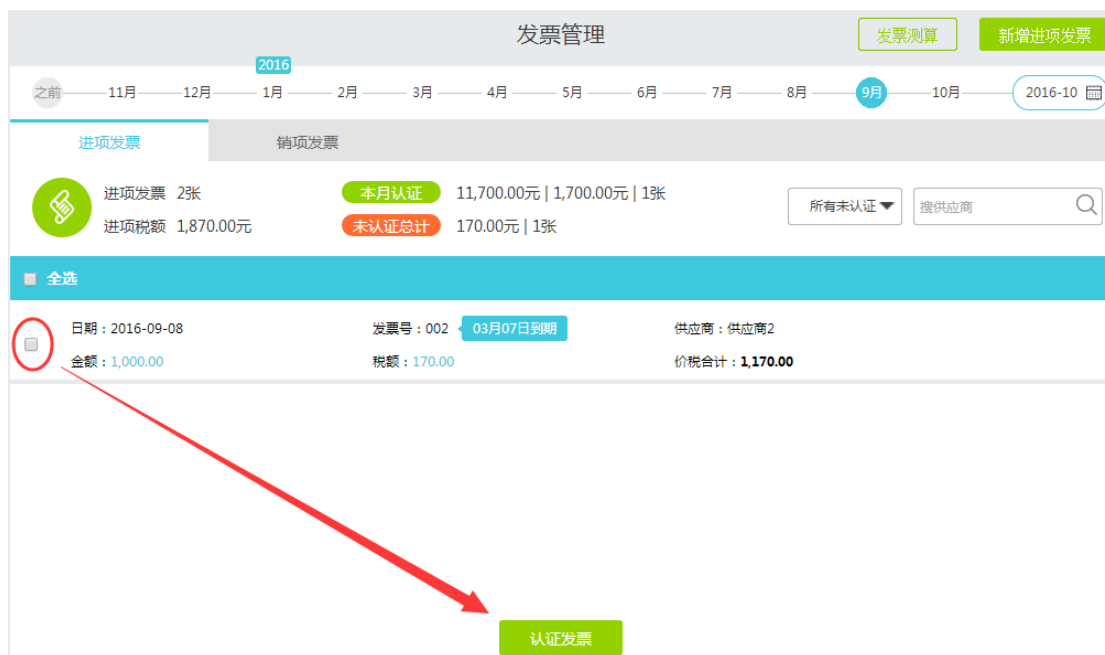 发票管理
发票测算
新增进项发票
2016
之前 11月 12月 1月 2月 3月 4月 5月 6月 7月 8月 9月 10月 2016-10
进项发票 销项发票
进项发票 2张 本月认证 11,700.00元 | 1,700.00元 | 1张
进项税额 1,870.00元 未认证总计 170.00元 | 1张
所有未认证 搜供应商
全选
日期：2016-09-08 发票号：002 03月07日到期 供应商：供应商2
金额：1,000.00 税额：170.00 价税合计：1,170.00
认证发票